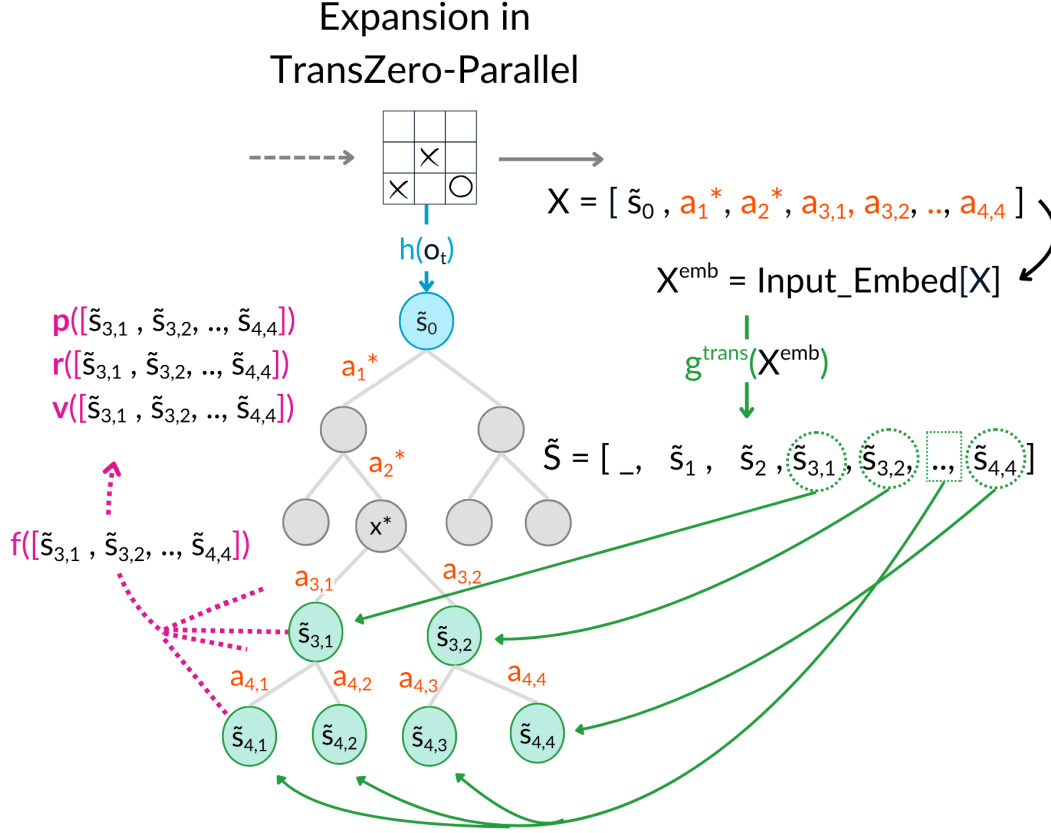 Expansion in
TransZero-Parallel
X
X O
X = [ s̃₀ , a₁*, a₂*, a₃,₁, a₃,₂, .., a₄,₄ ]
h(oₜ)
Xᵉᵐᵇ = Input_Embed[X]
s̃₀
p([s̃₃,₁ , s̃₃,₂, .., s̃₄,₄])
r([s̃₃,₁ , s̃₃,₂, .., s̃₄,₄])
v([s̃₃,₁ , s̃₃,₂, .., s̃₄,₄])
gᵗʳᵃⁿˢ(Xᵉᵐᵇ)
a₁*
a₂*
S̃ = [ _, s̃₁ , s̃₂ , s̃₃,₁ , s̃₃,₂, .., s̃₄,₄ ]
x*
f([s̃₃,₁ , s̃₃,₂, .., s̃₄,₄])
a₃,₁ a₃,₂
s̃₃,₁ s̃₃,₂
a₄,₁ a₄,₂ a₄,₃ a₄,₄
s̃₄,₁ s̃₄,₂ s̃₄,₃ s̃₄,₄